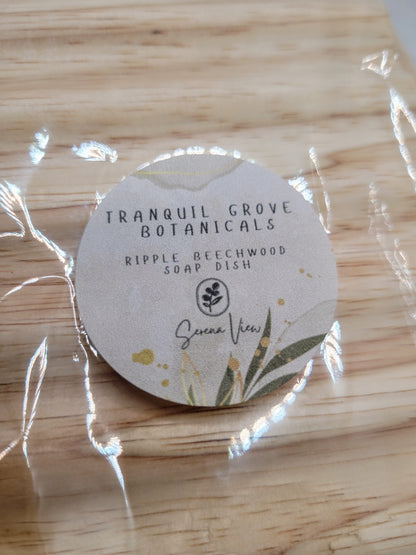 TRANQUIL GROVE
BOTANICALS
RIPPLE BEECHWOOD
SOAP DISH
Serena View